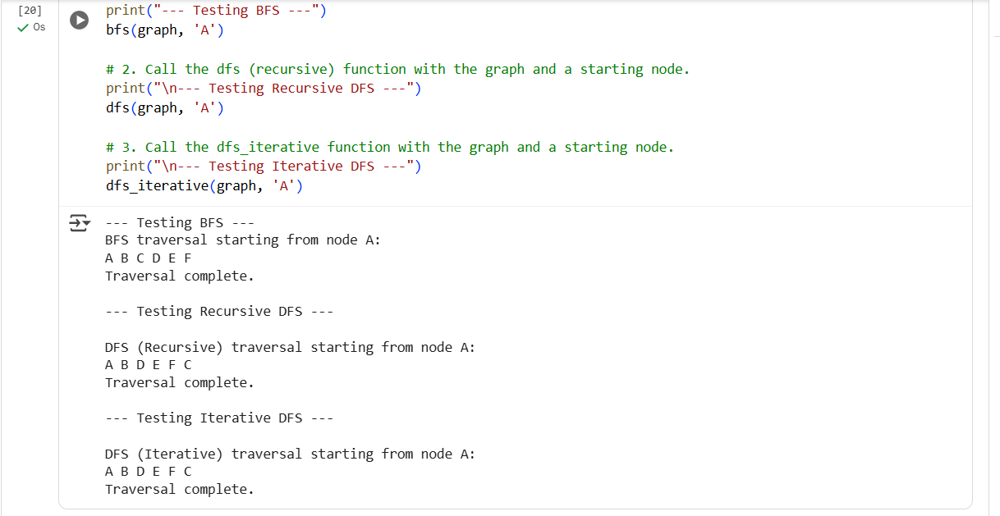 [20]
0s
print("--- Testing BFS ---")
bfs(graph, 'A')
# 2. Call the dfs (recursive) function with the graph and a starting node.
print("\n--- Testing Recursive DFS ---")
dfs(graph, 'A')
# 3. Call the dfs_iterative function with the graph and a starting node.
print("\n--- Testing Iterative DFS ---")
dfs_iterative(graph, 'A')
--- Testing BFS ---
BFS traversal starting from node A:
A B C D E F
Traversal complete.
--- Testing Recursive DFS ---
DFS (Recursive) traversal starting from node A:
A B D E F C
Traversal complete.
--- Testing Iterative DFS ---
DFS (Iterative) traversal starting from node A:
A B D E F C
Traversal complete.